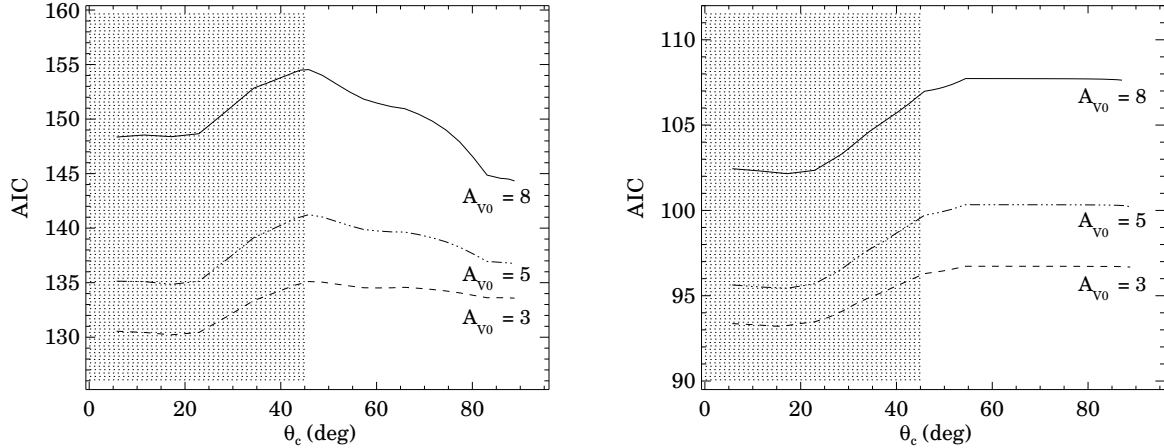 160
155
150
145
140
135
130
AIC
A_V0 = 8
A_V0 = 5
A_V0 = 3
0 20 40 60 80
θ_c (deg)
110
105
100
95
90
AIC
A_V0 = 8
A_V0 = 5
A_V0 = 3
0 20 40 60 80
θ_c (deg)